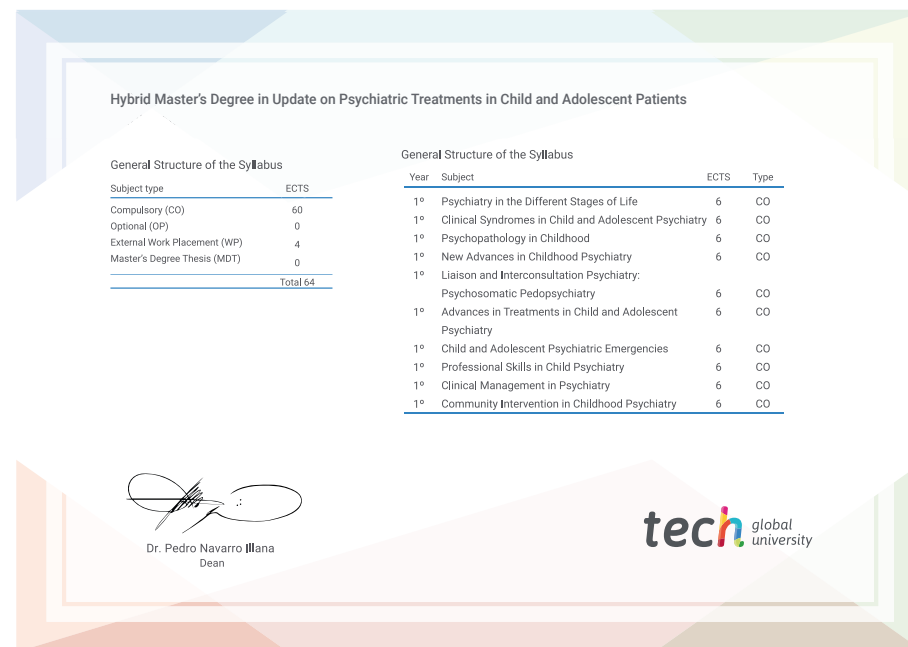 Hybrid Master's Degree in Update on Psychiatric Treatments in Child and Adolescent Patients
General Structure of the Syllabus
Subject type ECTS
Compulsory (CO) 60
Optional (OP) 0
External Work Placement (WP) 4
Master's Degree Thesis (MDT) 0
Total 64
General Structure of the Syllabus
Year Subject ECTS Type
1º Psychiatry in the Different Stages of Life 6 CO
1º Clinical Syndromes in Child and Adolescent Psychiatry 6 CO
1º Psychopathology in Childhood 6 CO
1º New Advances in Childhood Psychiatry 6 CO
1º Liaison and Interconsultation Psychiatry:
Psychosomatic Pedopsychiatry 6 CO
1º Advances in Treatments in Child and Adolescent 6 CO
Psychiatry
1º Child and Adolescent Psychiatric Emergencies 6 CO
1º Professional Skills in Child Psychiatry 6 CO
1º Clinical Management in Psychiatry 6 CO
1º Community Intervention in Childhood Psychiatry 6 CO
Dr. Pedro Navarro Illana
Dean
tech global
university